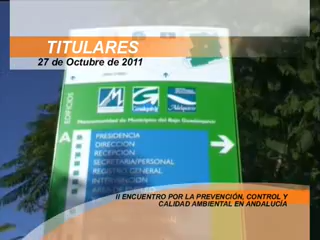 TITULARES
27 de Octubre de 2011
EDIFICIOS
Mancomunidad de Municipios del Bajo Guadalquivir
A
PRESIDENCIA
DIRECCION
RECEPCION
SECRETARIA/PERSONAL
REGISTRO GENERAL
INTERVENCION
II ENCUENTRO POR LA PREVENCIÓN, CONTROL Y
CALIDAD AMBIENTAL EN ANDALUCÍA